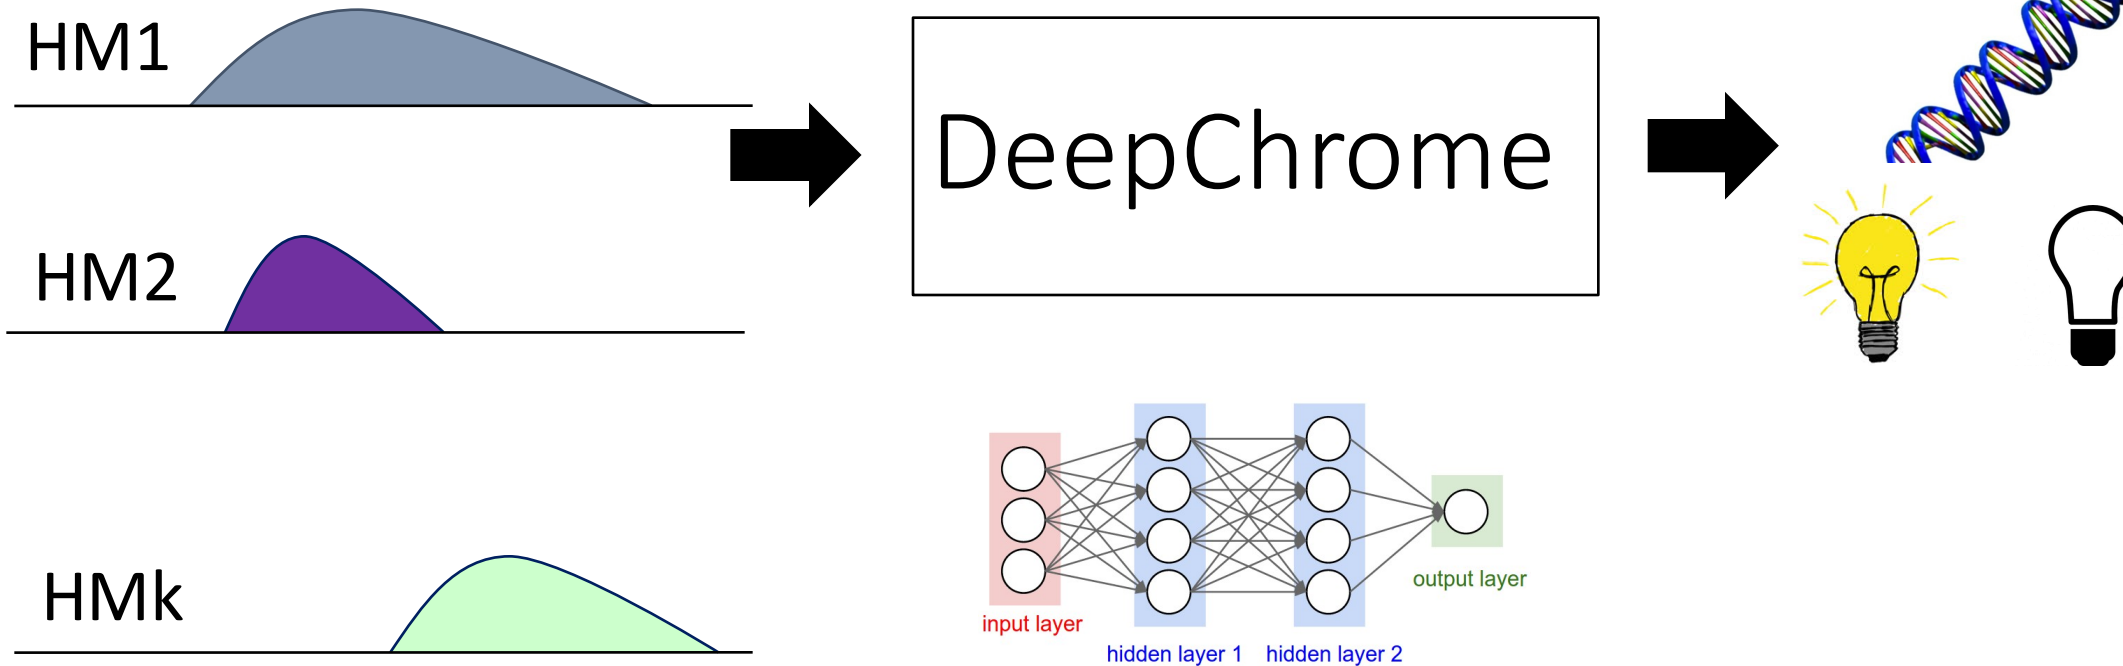 HM1
HM2
HMk
DeepChrome
input layer
hidden layer 1
hidden layer 2
output layer